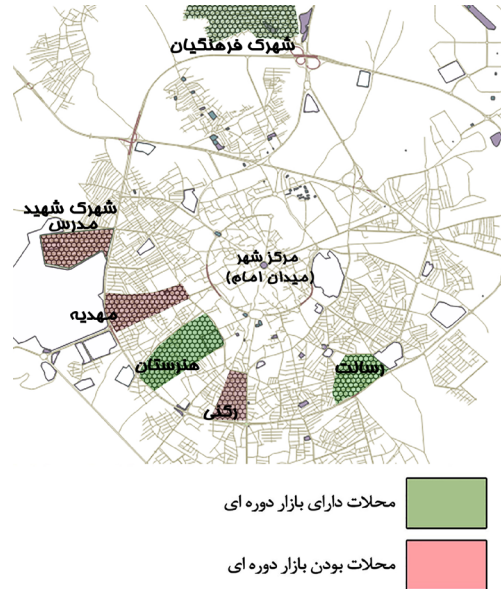 شهرک فرهنگیان
شهرک شهید
مدرس
مرکز شهر
(میدان امام)
مهدیه
هنرستان
رسالت
رکنی
محلات دارای بازار دوره ای
محلات بودن بازار دوره ای